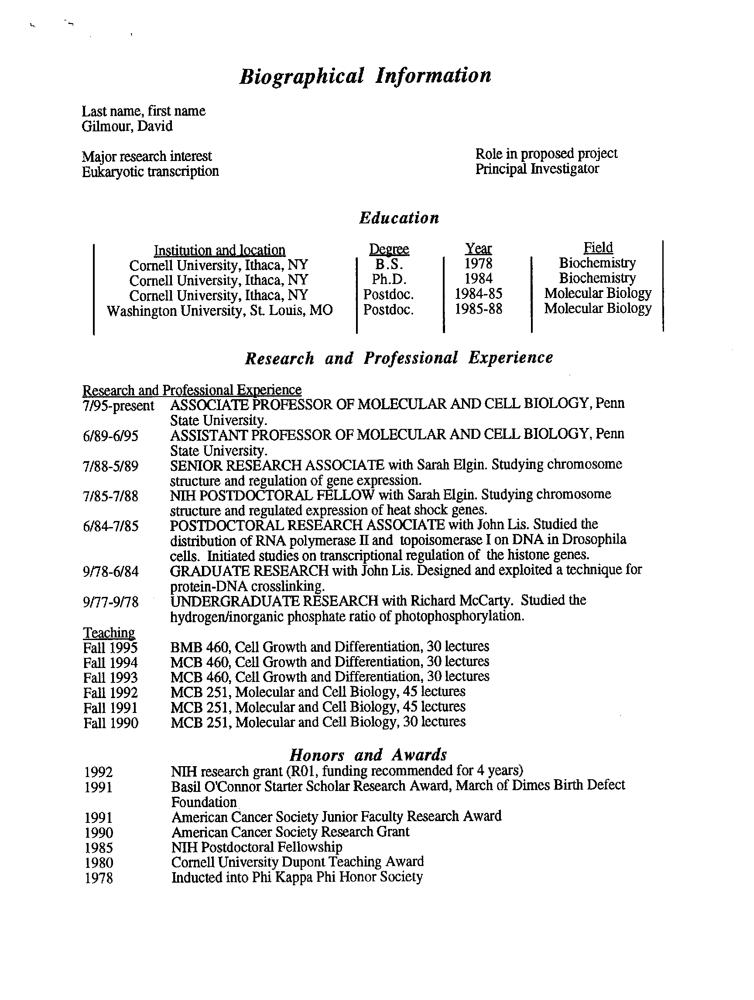 Biographical Information
Last name, first name
Gilmour, David
Major research interest
Eukaryotic transcription
Role in proposed project
Principal Investigator
Education
Institution and location Degree Year Field
Cornell University, Ithaca, NY B.S. 1978 Biochemistry
Cornell University, Ithaca, NY Ph.D. 1984 Biochemistry
Cornell University, Ithaca, NY Postdoc. 1984-85 Molecular Biology
Washington University, St. Louis, MO Postdoc. 1985-88 Molecular Biology
Research and Professional Experience
Research and Professional Experience
7/95-present ASSOCIATE PROFESSOR OF MOLECULAR AND CELL BIOLOGY, Penn
State University.
6/89-6/95 ASSISTANT PROFESSOR OF MOLECULAR AND CELL BIOLOGY, Penn
State University.
7/88-5/89 SENIOR RESEARCH ASSOCIATE with Sarah Elgin. Studying chromosome
structure and regulation of gene expression.
7/85-7/88 NIH POSTDOCTORAL FELLOW with Sarah Elgin. Studying chromosome
structure and regulated expression of heat shock genes.
6/84-7/85 POSTDOCTORAL RESEARCH ASSOCIATE with John Lis. Studied the
distribution of RNA polymerase II and topoisomerase I on DNA in Drosophila
cells. Initiated studies on transcriptional regulation of the histone genes.
9/78-6/84 GRADUATE RESEARCH with John Lis. Designed and exploited a technique for
protein-DNA crosslinking.
9/77-9/78 UNDERGRADUATE RESEARCH with Richard McCarty. Studied the
hydrogen/inorganic phosphate ratio of photophosphorylation.
Teaching
Fall 1995 BMB 460, Cell Growth and Differentiation, 30 lectures
Fall 1994 MCB 460, Cell Growth and Differentiation, 30 lectures
Fall 1993 MCB 460, Cell Growth and Differentiation, 30 lectures
Fall 1992 MCB 251, Molecular and Cell Biology, 45 lectures
Fall 1991 MCB 251, Molecular and Cell Biology, 45 lectures
Fall 1990 MCB 251, Molecular and Cell Biology, 30 lectures
Honors and Awards
1992 NIH research grant (R01, funding recommended for 4 years)
1991 Basil O'Connor Starter Scholar Research Award, March of Dimes Birth Defect
Foundation
1991 American Cancer Society Junior Faculty Research Award
1990 American Cancer Society Research Grant
1985 NIH Postdoctoral Fellowship
1980 Cornell University Dupont Teaching Award
1978 Inducted into Phi Kappa Phi Honor Society